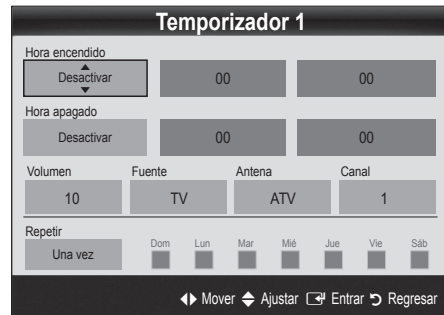 Temporizador 1
Hora encendido
Desactivar 00 00
Hora apagado
Desactivar 00 00
Volumen Fuente Antena Canal
10 TV ATV 1
Repetir
Una vez Dom Lun Mar Mié Jue Vie Sáb
Mover Ajustar Entrar Regresar